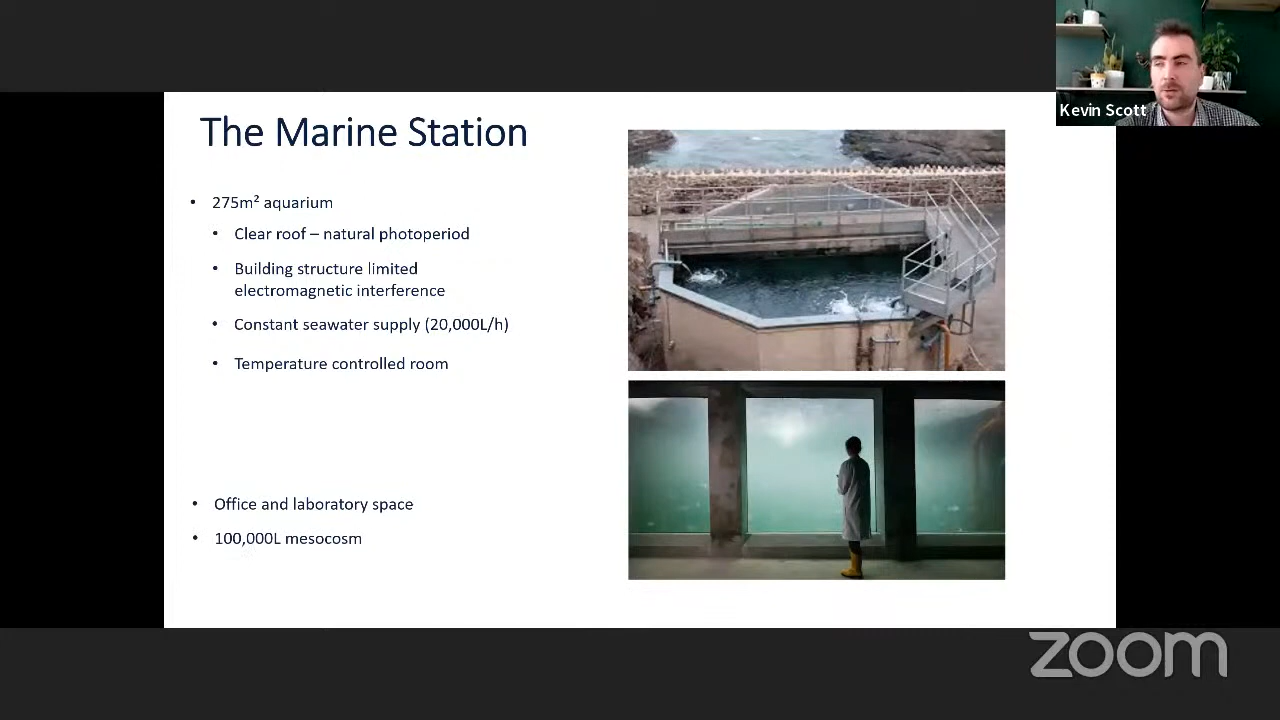 The Marine Station
• 275m² aquarium
• Clear roof – natural photoperiod
• Building structure limited
electromagnetic interference
• Constant seawater supply (20,000L/h)
• Temperature controlled room
• Office and laboratory space
• 100,000L mesocosm
Kevin Scott
zoom